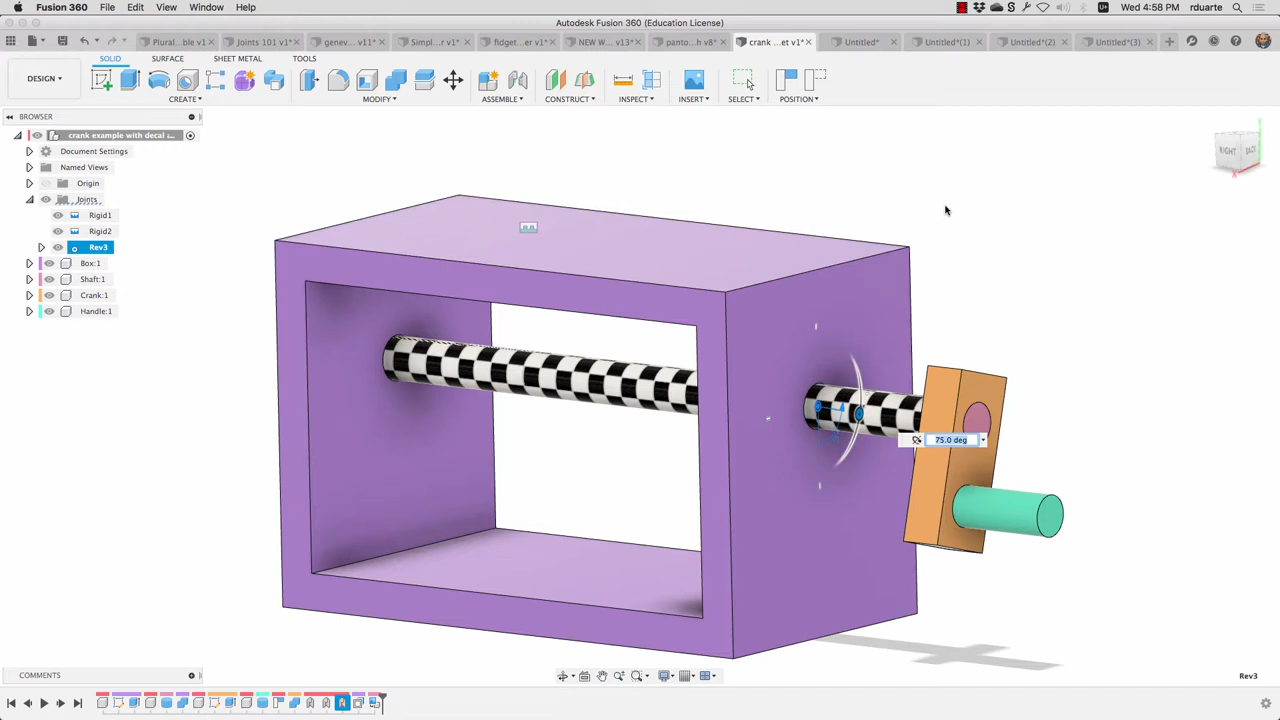 Fusion 360 File Edit View Window Help Wed 4:58 PM rduarte
Autodesk Fusion 360 (Education License)
Plural...ble v1 Joints 101 v1* genev... v11* Simpl...r v1* fidget...er v1* NEW W... v13* panto...h v8* crank ...et v1* Untitled* Untitled*(1) Untitled*(2) Untitled*(3)
SOLID SURFACE SHEET METAL TOOLS
DESIGN
CREATE MODIFY ASSEMBLE CONSTRUCT INSPECT INSERT SELECT POSITION
BROWSER
crank example with decal a...
Document Settings
Named Views
Origin
Joints
Rigid1
Rigid2
Rev3
Box:1
Shaft:1
Crank:1
Handle:1
RIGHT BACK
X
75.0 deg
COMMENTS
Rev3